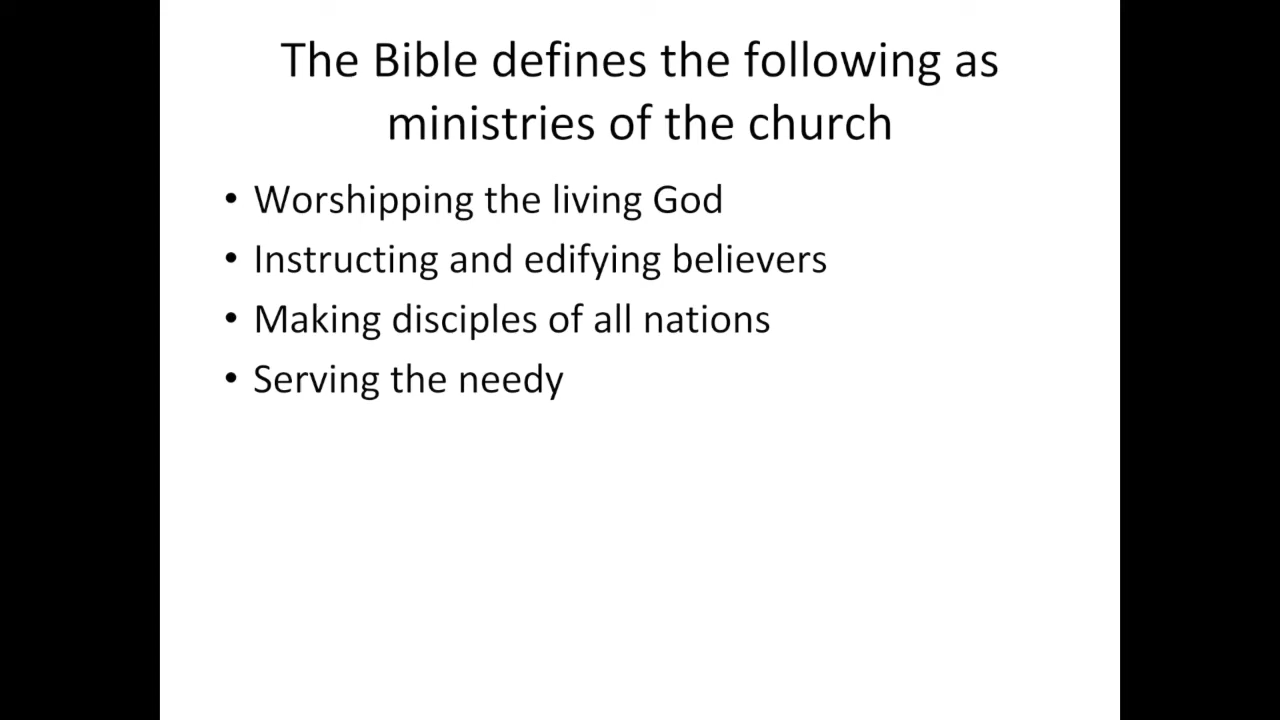 The Bible defines the following as
ministries of the church
• Worshipping the living God
• Instructing and edifying believers
• Making disciples of all nations
• Serving the needy